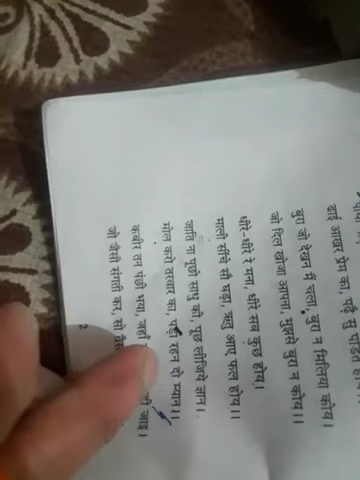 ढाई आखर प्रेम का, पढ़े सु पंडित
बुरा जो देखन मैं चला, बुरा न मिलिया कोय।
जो दिल खोजा आपना, मुझसे बुरा न कोय।।
धीरे-धीरे रे मना, धीरे सब कुछ होय।
माली सींचे सौ घड़ा, ऋतु आए फल होय।।
जाति ना पूछो साधु की, पूछ लीजिये ज्ञान।
मोल करो तरवार का, पड़ी रहन दो म्यान।।
कबीर तन पंछी भया, जहाँ जाइ।
जो जैसी संगती कर, सो
2